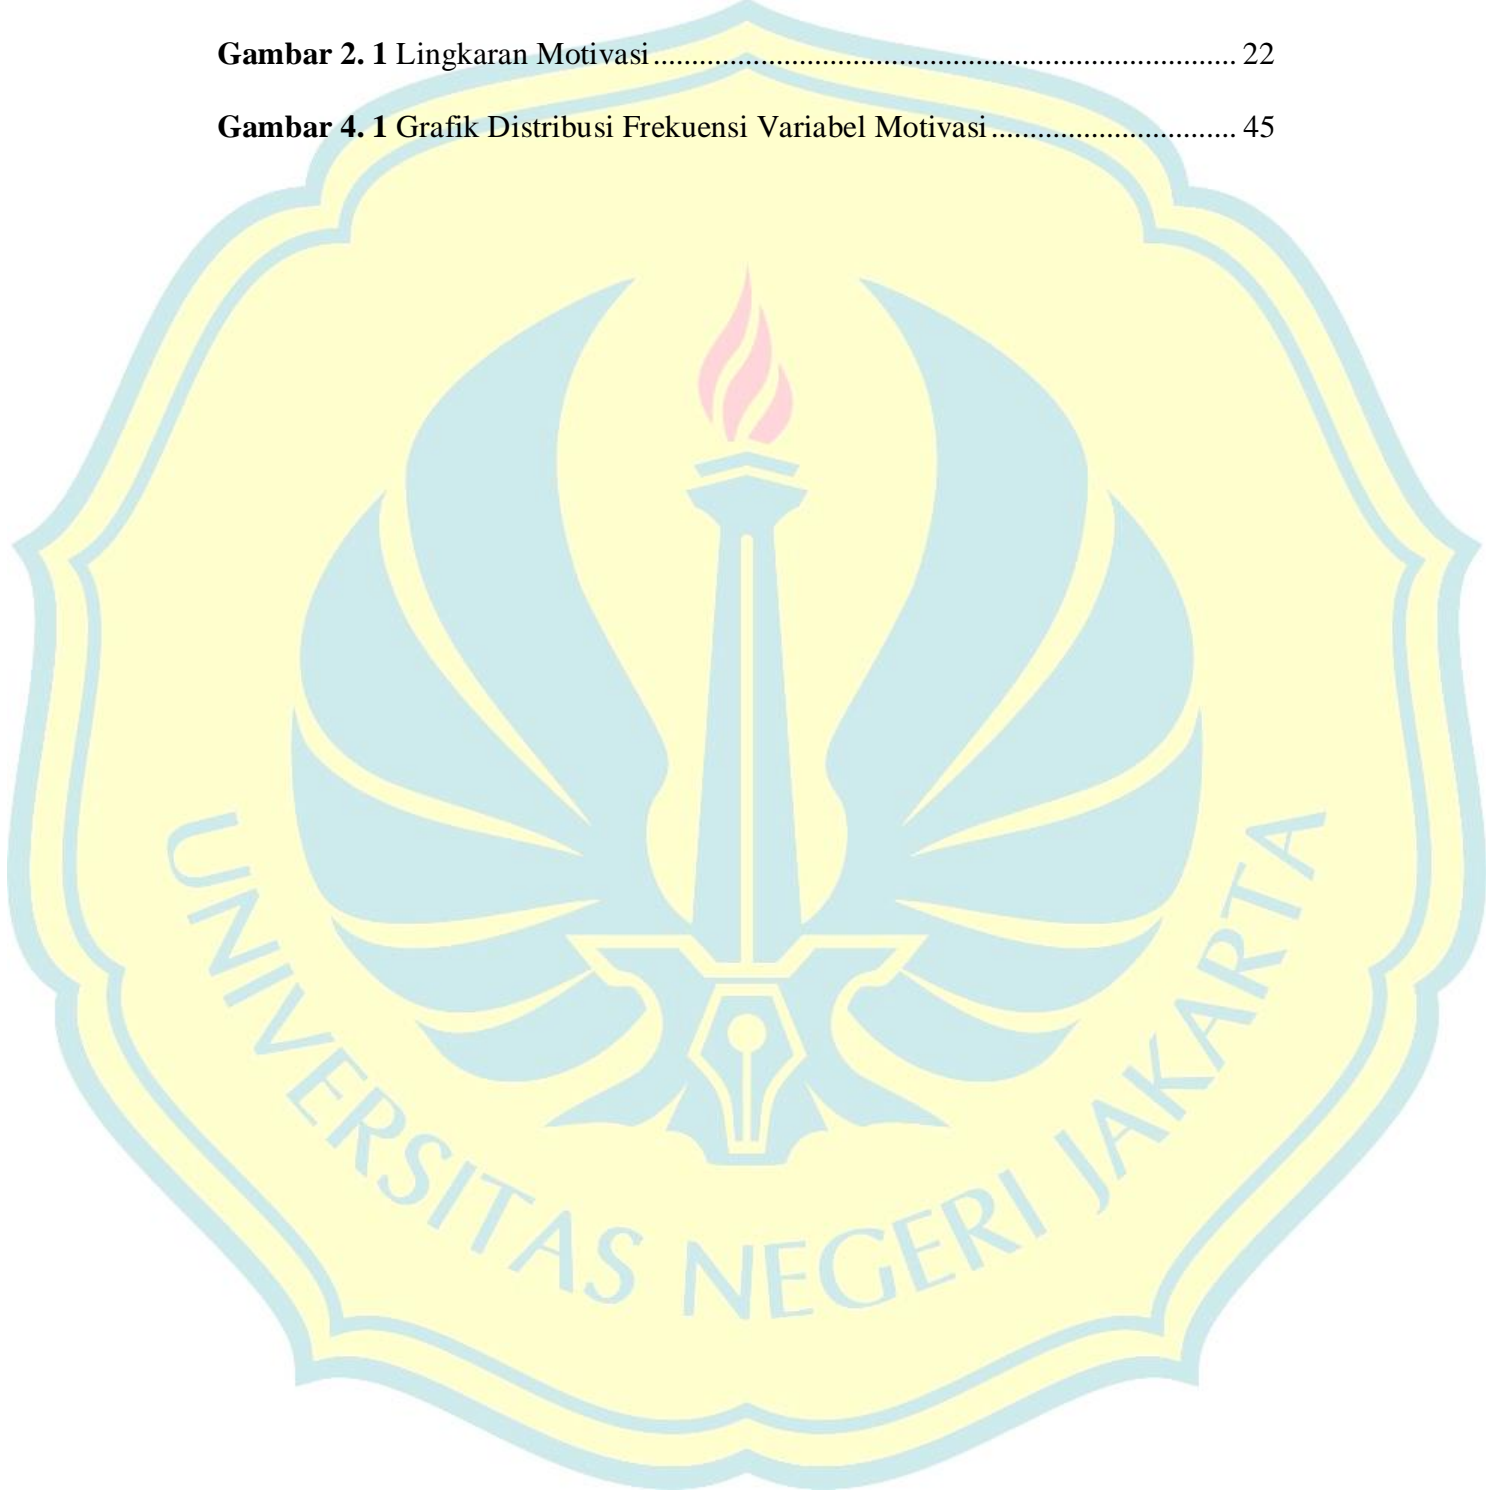 Gambar 2. 1 Lingkaran Motivasi ........................................................................... 22
Gambar 4. 1 Grafik Distribusi Frekuensi Variabel Motivasi ................................ 45
UNIVERSITAS NEGERI JAKARTA